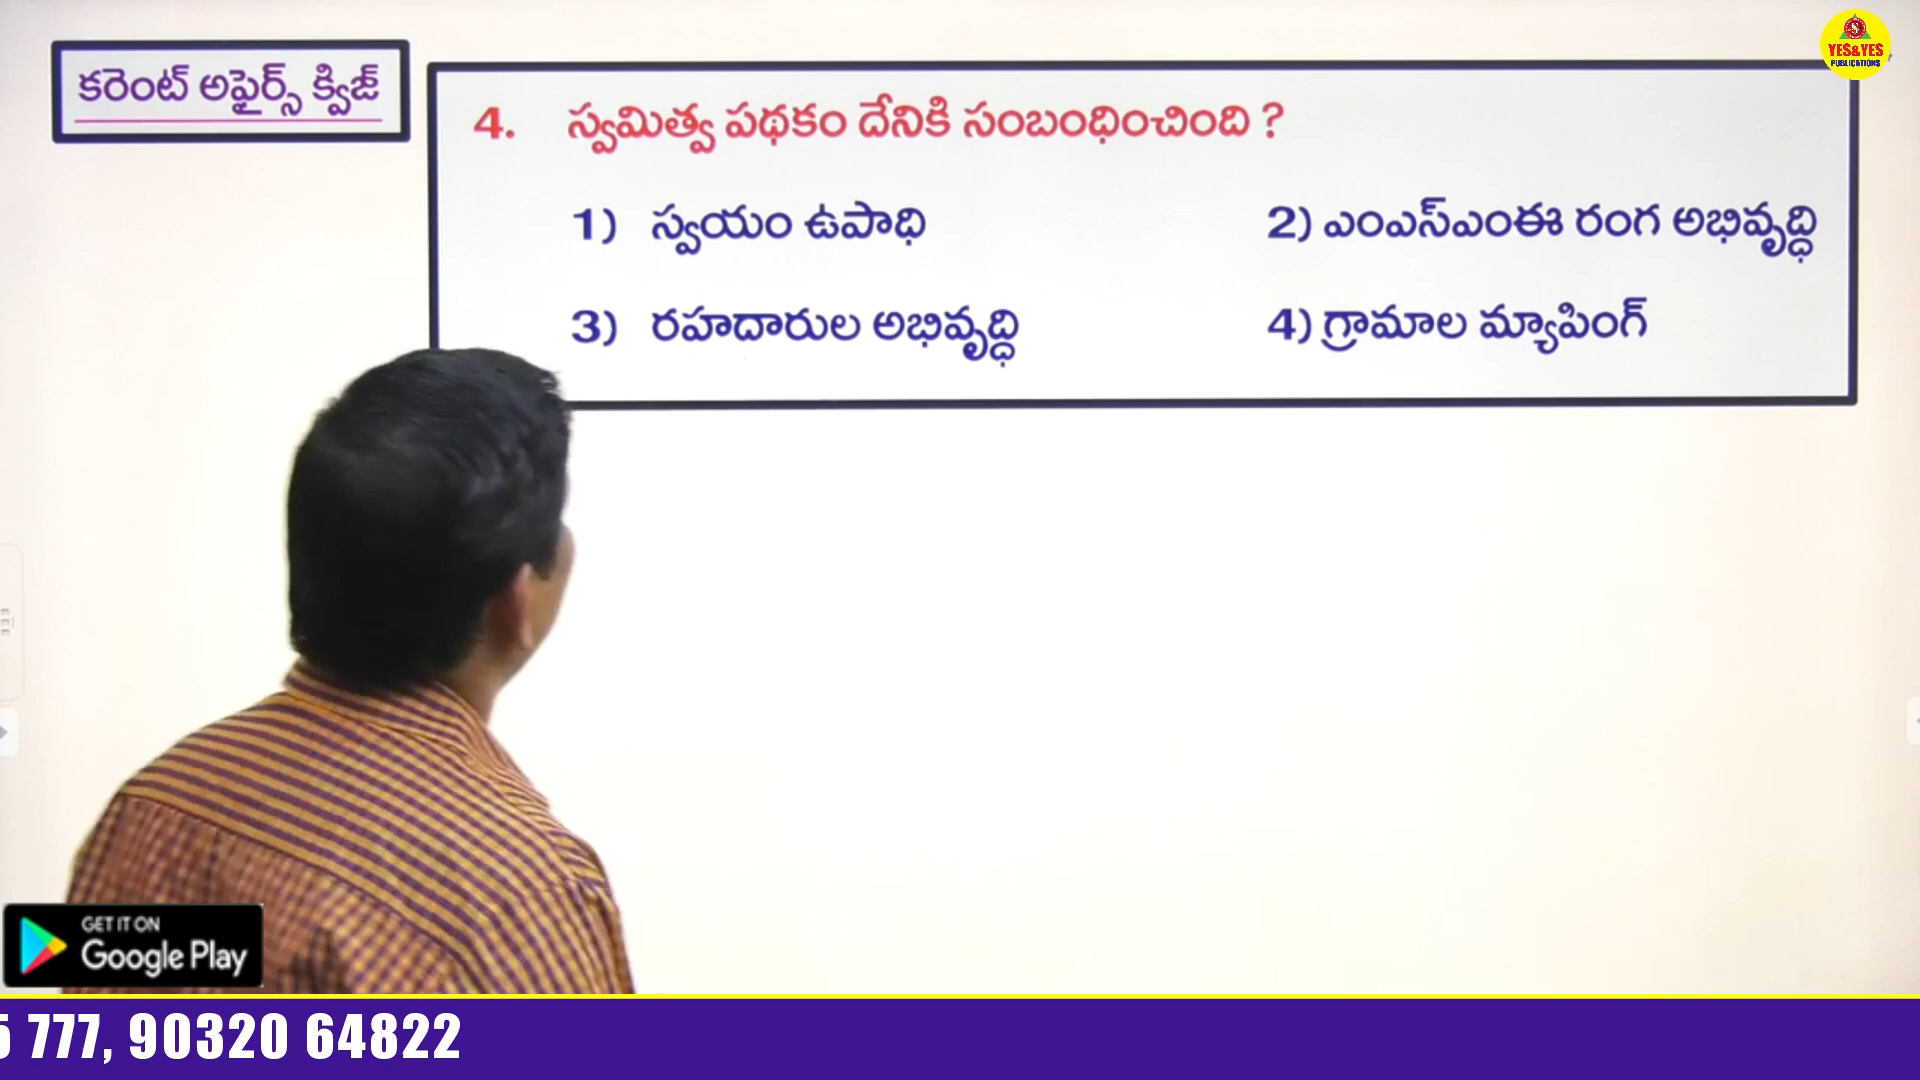 కరెంట్ అఫైర్స్ క్విజ్
YES&YES
PUBLICATIONS
4. స్వమిత్వ పథకం దేనికి సంబంధించింది ?
1) స్వయం ఉపాధి
2) ఎంఎస్ఎంఈ రంగ అభివృద్ధి
3) రహదారుల అభివృద్ధి
4) గ్రామాల మ్యాపింగ్
GET IT ON
Google Play
777, 90320 64822